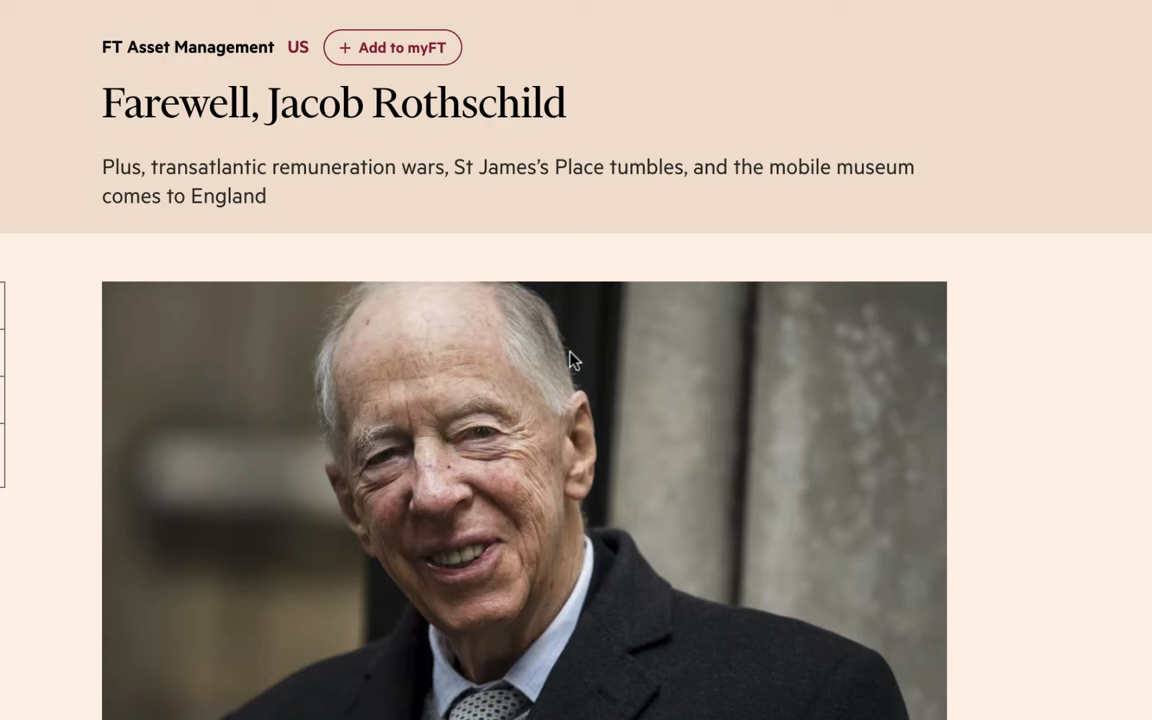 FT Asset Management US + Add to myFT
Farewell, Jacob Rothschild
Plus, transatlantic remuneration wars, St James’s Place tumbles, and the mobile museum
comes to England